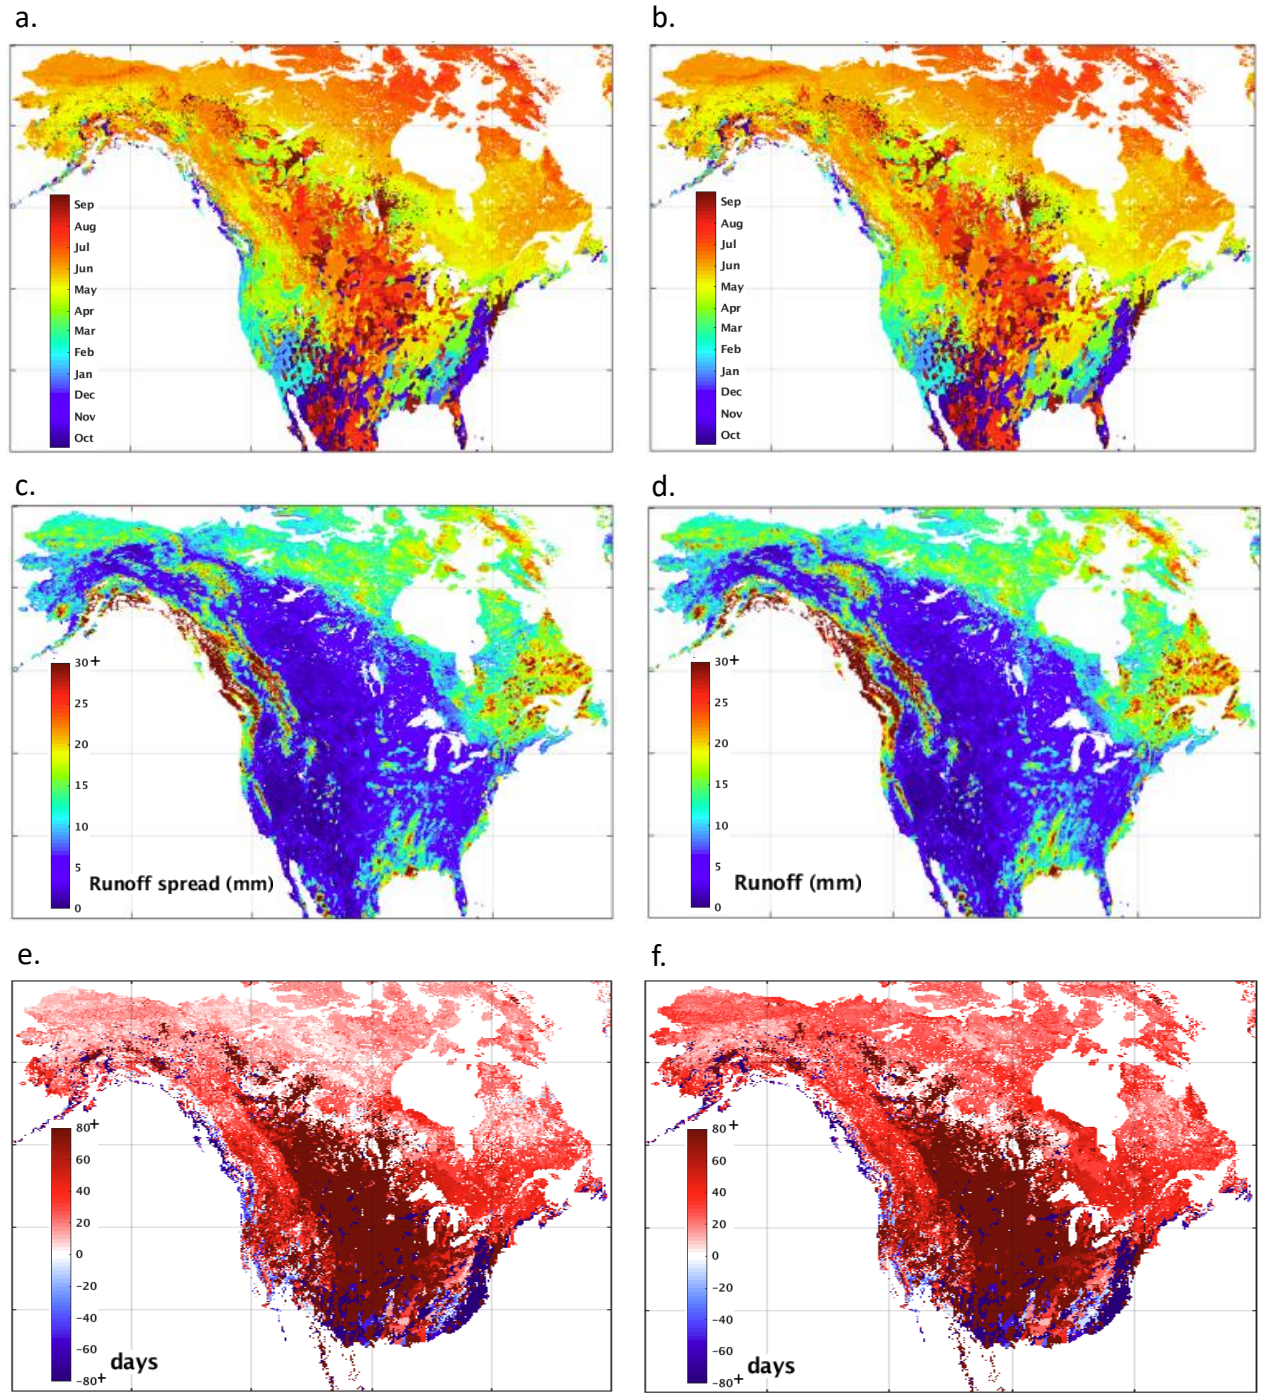 a.
b.
Sep
Aug
Jul
Jun
May
Apr
Mar
Feb
Jan
Dec
Nov
Oct
Sep
Aug
Jul
Jun
May
Apr
Mar
Feb
Jan
Dec
Nov
Oct
c.
d.
30+
25
20
15
10
5
0
Runoff spread (mm)
30+
25
20
15
10
5
0
Runoff (mm)
e.
f.
80+
60
40
20
0
-20
-40
-60
-80+
days
80+
60
40
20
0
-20
-40
-60
-80+
days